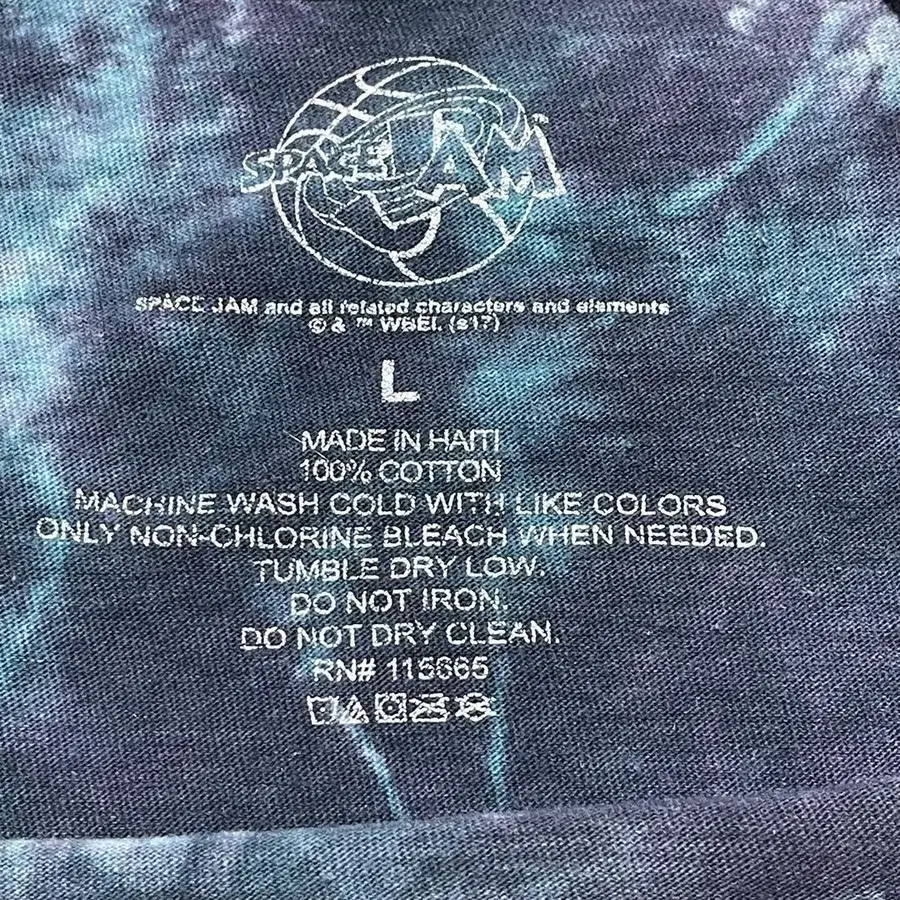 SPACE JAM
SPACE JAM and all related characters and elements
© & ™ WBEI. (s17)
L
MADE IN HAITI
100% COTTON
MACHINE WASH COLD WITH LIKE COLORS
ONLY NON-CHLORINE BLEACH WHEN NEEDED.
TUMBLE DRY LOW.
DO NOT IRON.
DO NOT DRY CLEAN.
RN# 115665